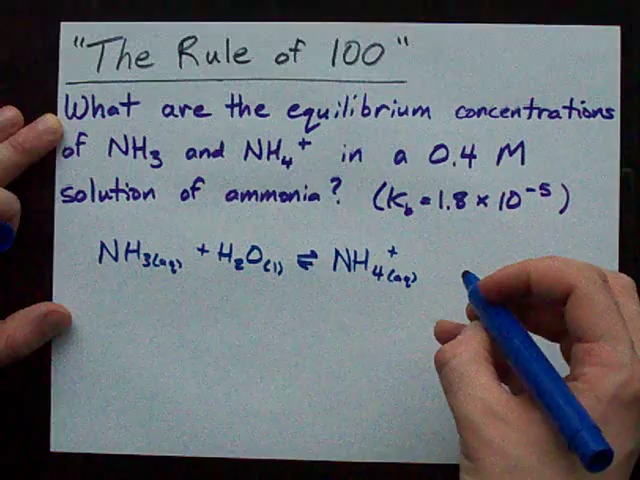 "The Rule of 100"
What are the equilibrium concentrations
of NH₃ and NH₄⁺ in a 0.4 M
solution of ammonia? (K_b = 1.8 × 10⁻⁵)
NH₃(aq) + H₂O(l) ⇌ NH₄⁺(aq)